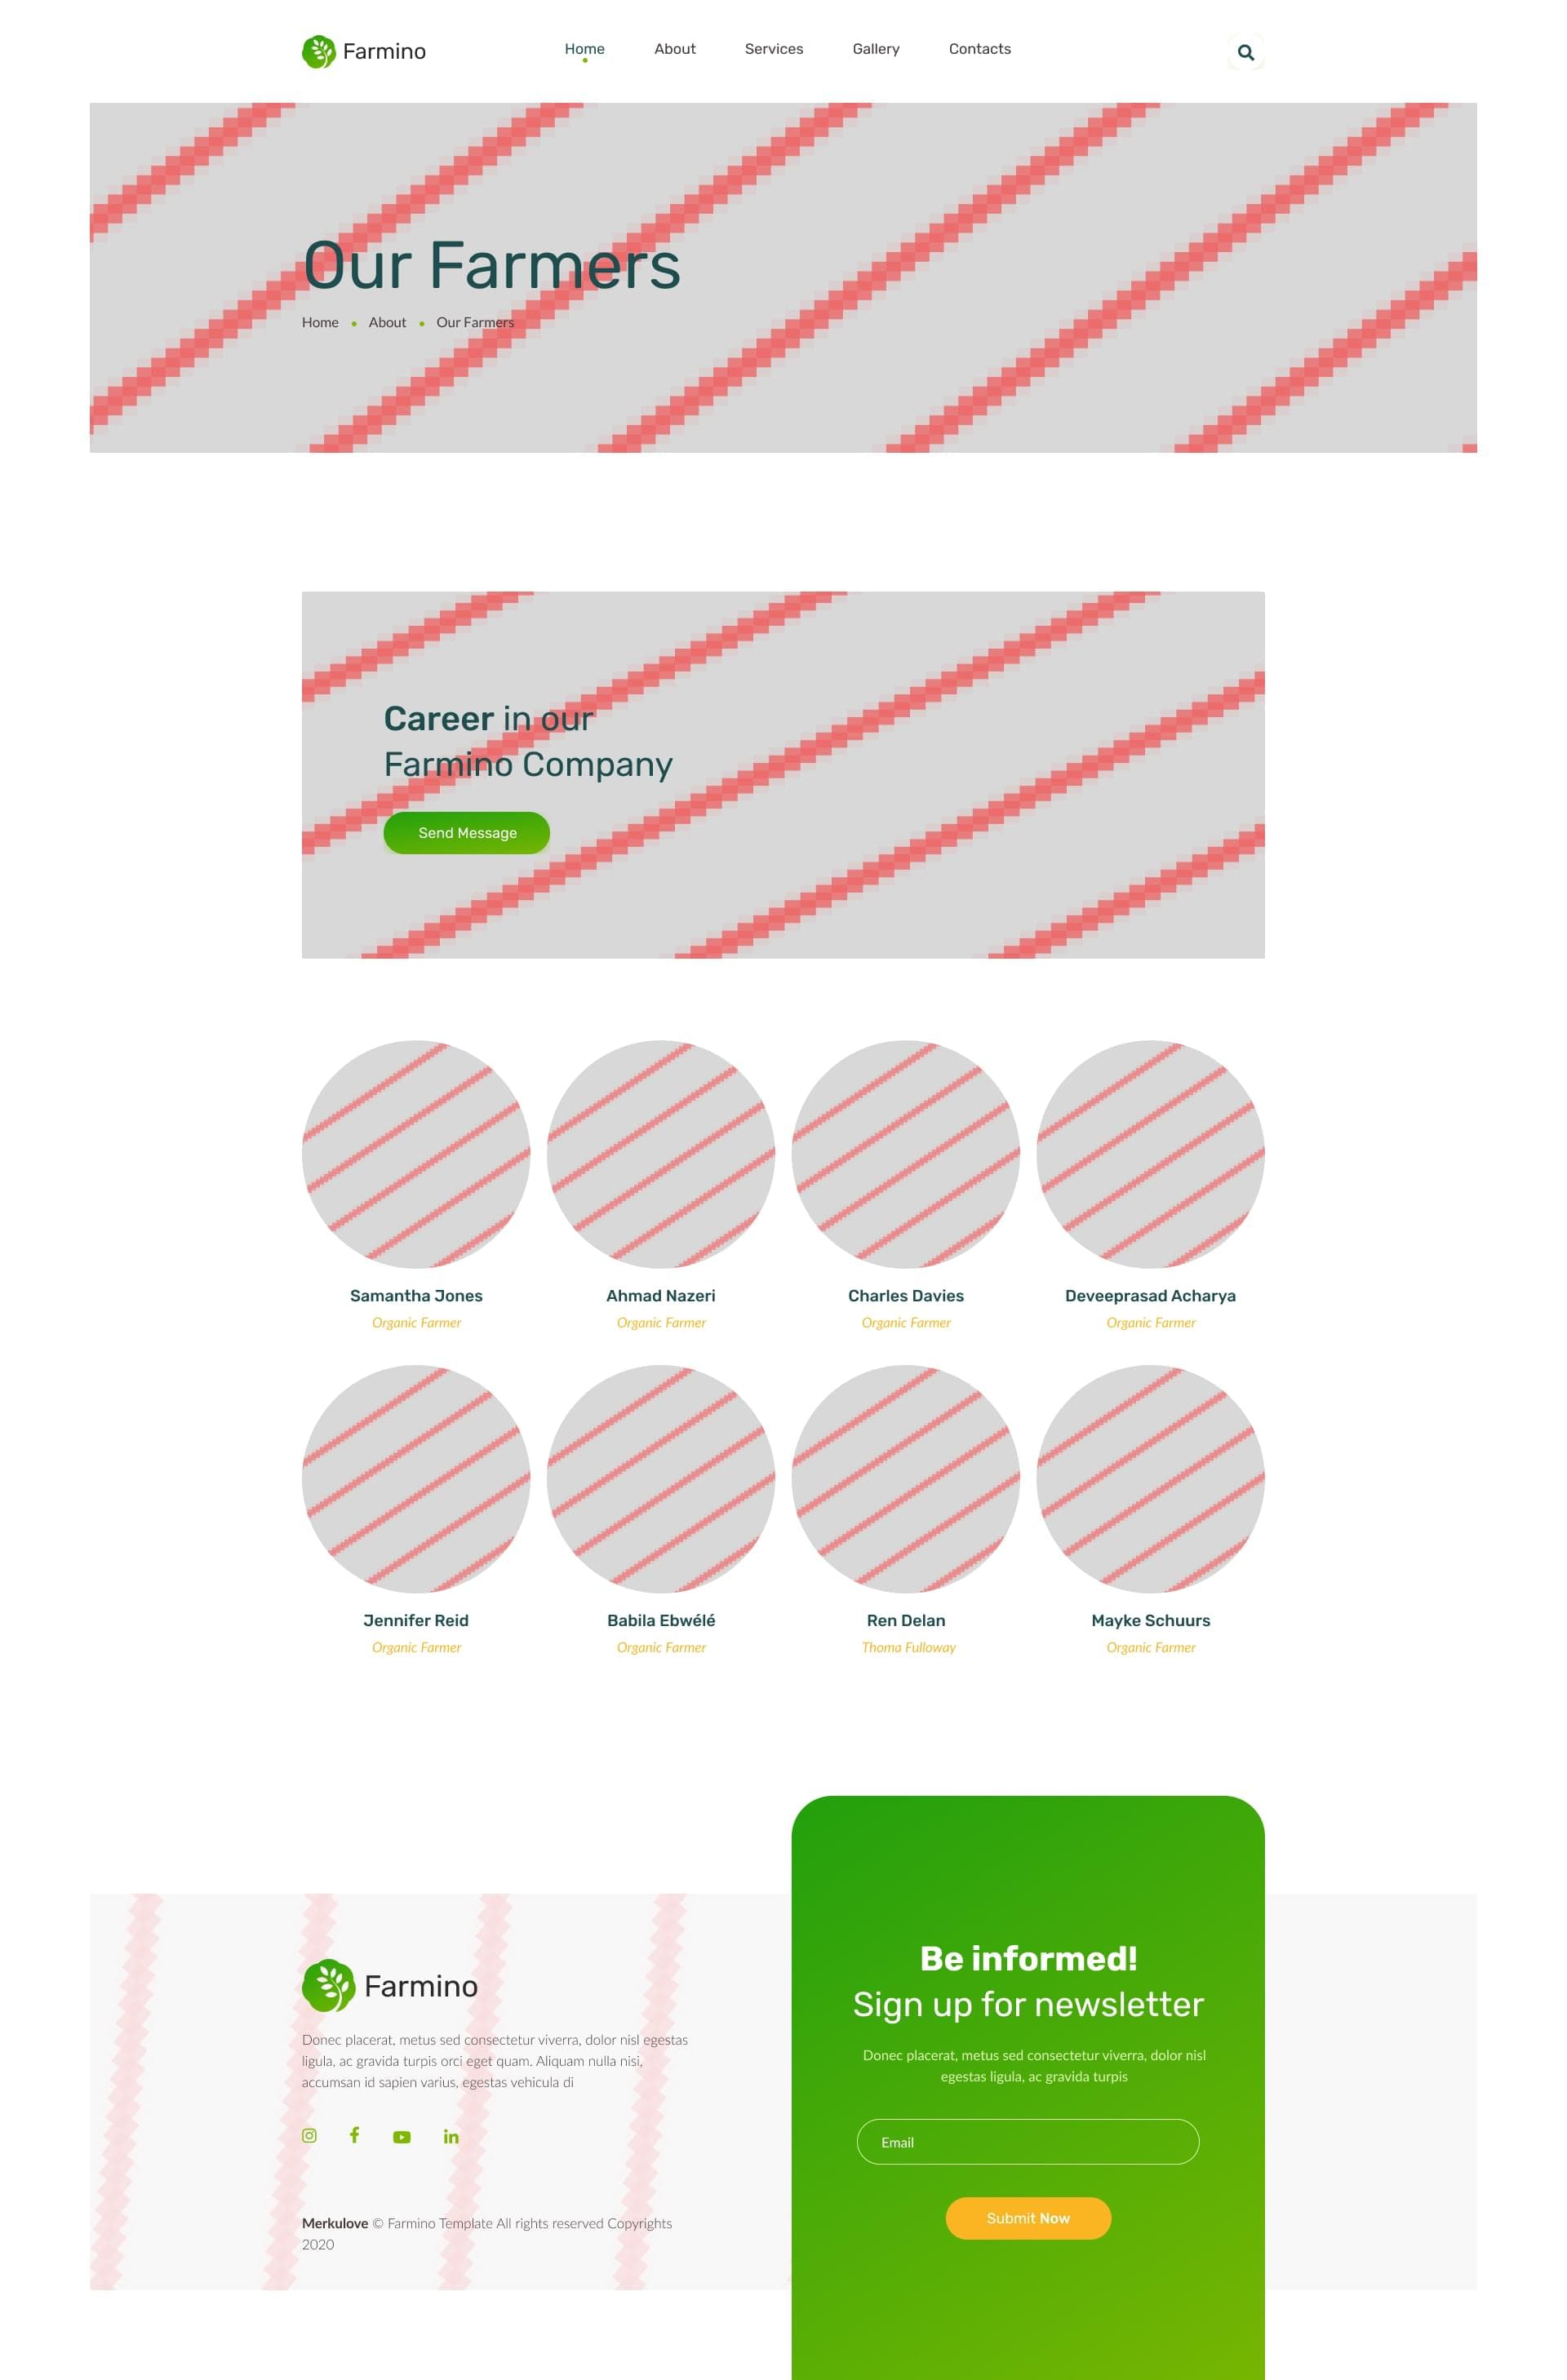 Farmino
Home About Services Gallery Contacts
Our Farmers
Home • About • Our Farmers
Career in our
Farmino Company
Send Message
Samantha Jones
Organic Farmer
Ahmad Nazeri
Organic Farmer
Charles Davies
Organic Farmer
Deveeprasad Acharya
Organic Farmer
Jennifer Reid
Organic Farmer
Babila Ebwélé
Organic Farmer
Ren Delan
Thoma Fulloway
Mayke Schuurs
Organic Farmer
Farmino
Donec placerat, metus sed consectetur viverra, dolor nisl egestas
ligula, ac gravida turpis orci eget quam. Aliquam nulla nisi,
accumsan id sapien varius, egestas vehicula di
Merkulove © Farmino Template All rights reserved Copyrights
2020
Be informed!
Sign up for newsletter
Donec placerat, metus sed consectetur viverra, dolor nisl
egestas ligula, ac gravida turpis
Email
Submit Now